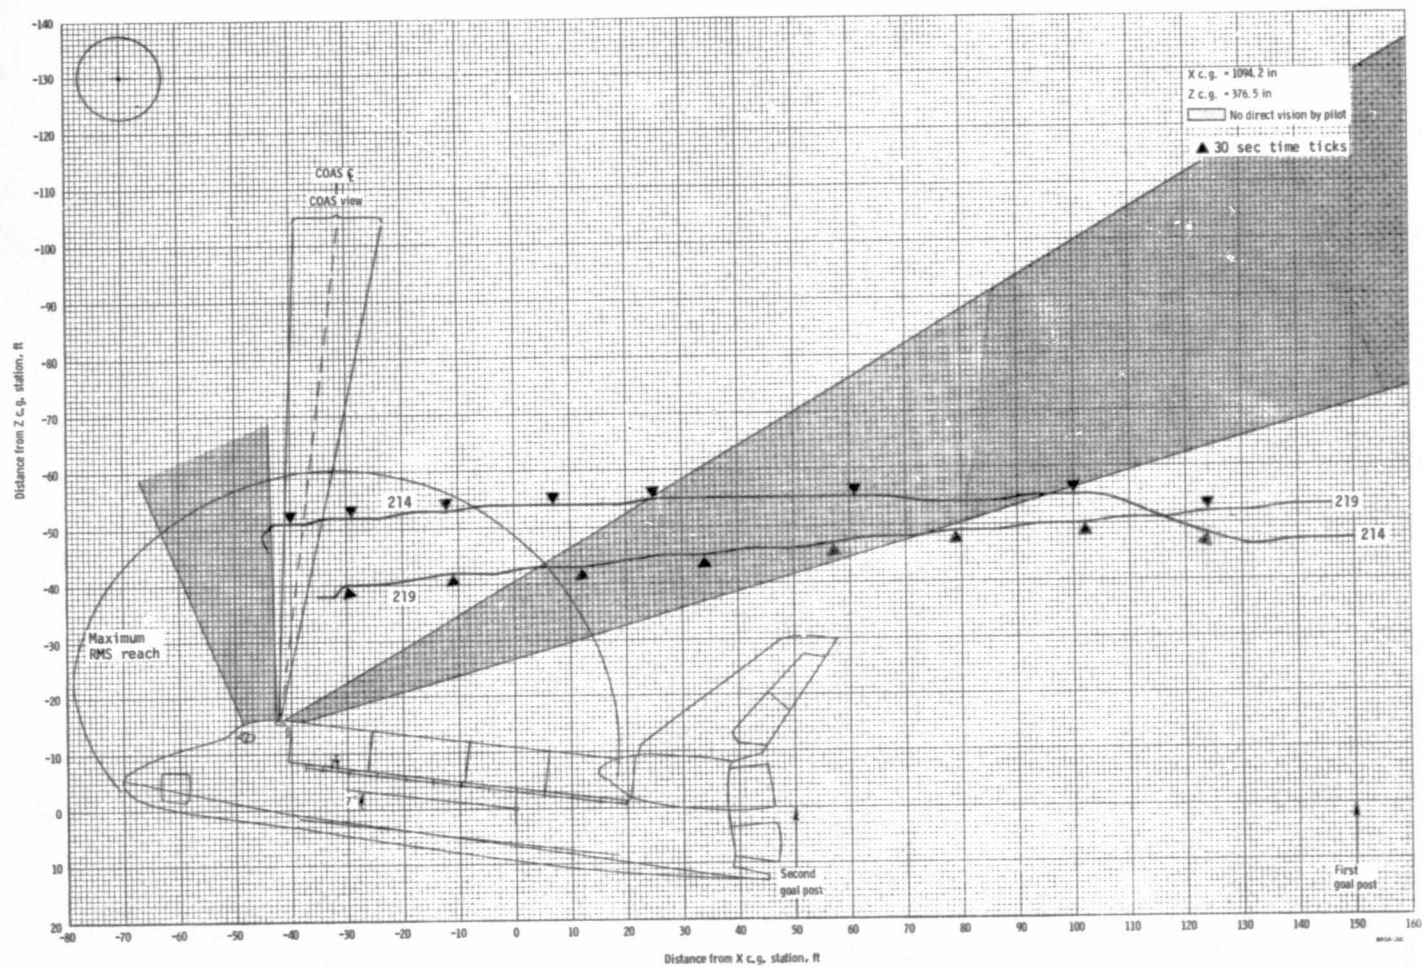 -140
-130
-120
-110
-100
-90
-80
-70
-60
-50
-40
-30
-20
-10
0
10
20
Distance from Z c.g. station, ft
X c.g. = 1094.2 in
Z c.g. = 376.5 in
No direct vision by pilot
▲ 30 sec time ticks
COAS ℄
COAS view
214
219
219
214
Maximum
RMS reach
7°
Second
goal post
First
goal post
-80 -70 -60 -50 -40 -30 -20 -10 0 10 20 30 40 50 60 70 80 90 100 110 120 130 140 150 160
Distance from X c.g. station, ft